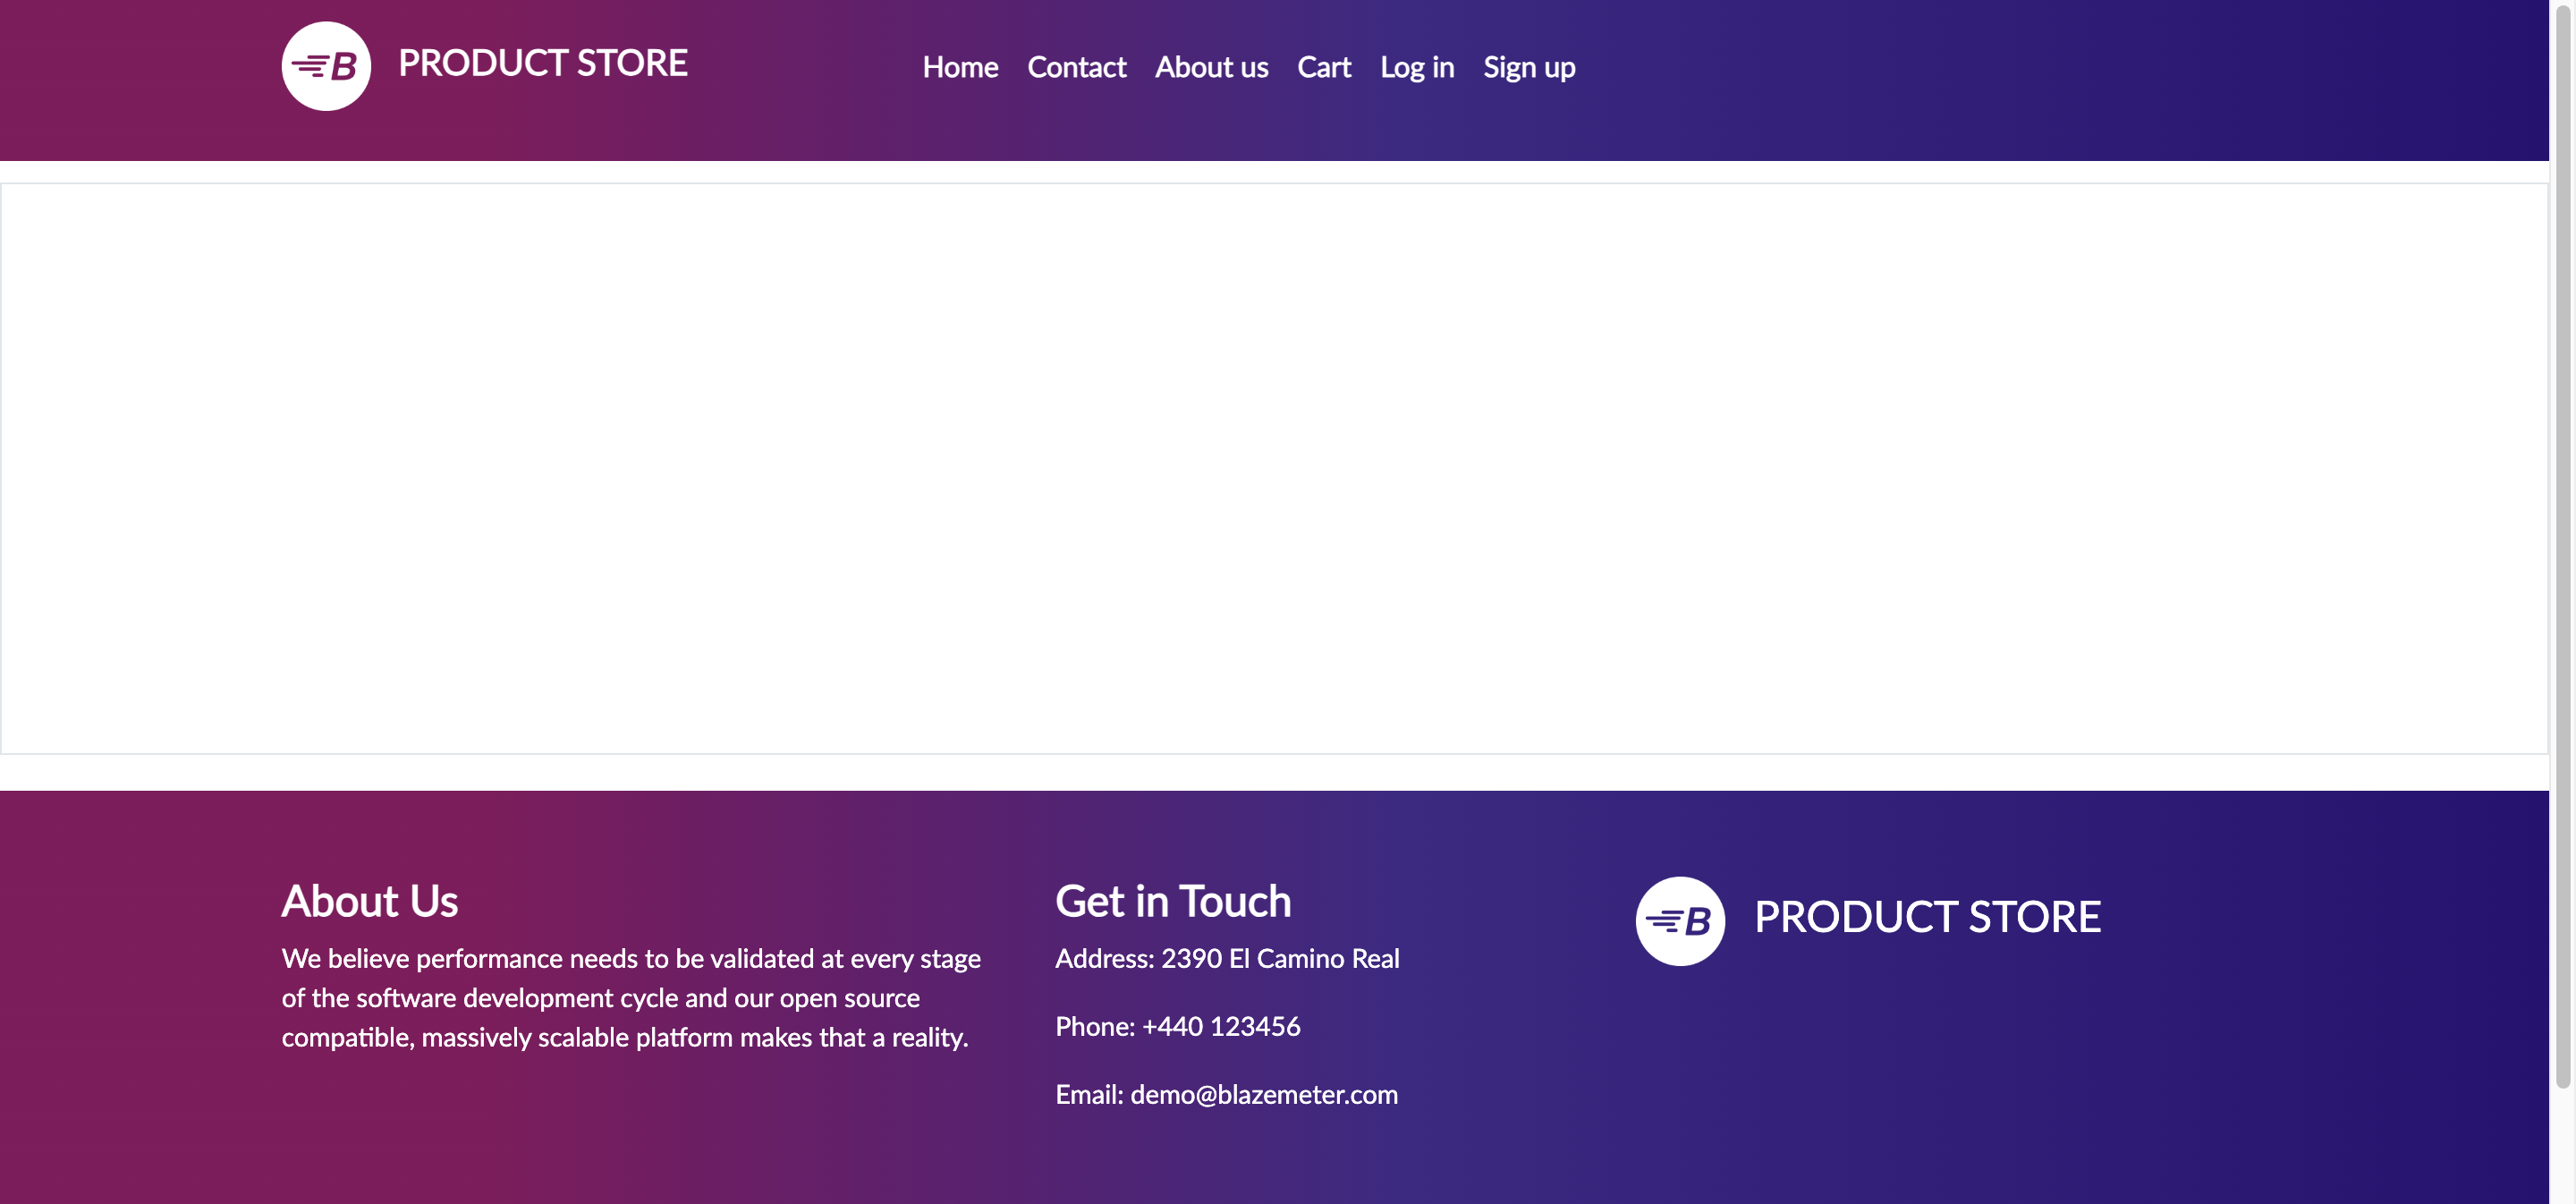 B PRODUCT STORE
Home Contact About us Cart Log in Sign up
About Us
We believe performance needs to be validated at every stage
of the software development cycle and our open source
compatible, massively scalable platform makes that a reality.
Get in Touch
Address: 2390 El Camino Real
Phone: +440 123456
Email: demo@blazemeter.com
B PRODUCT STORE